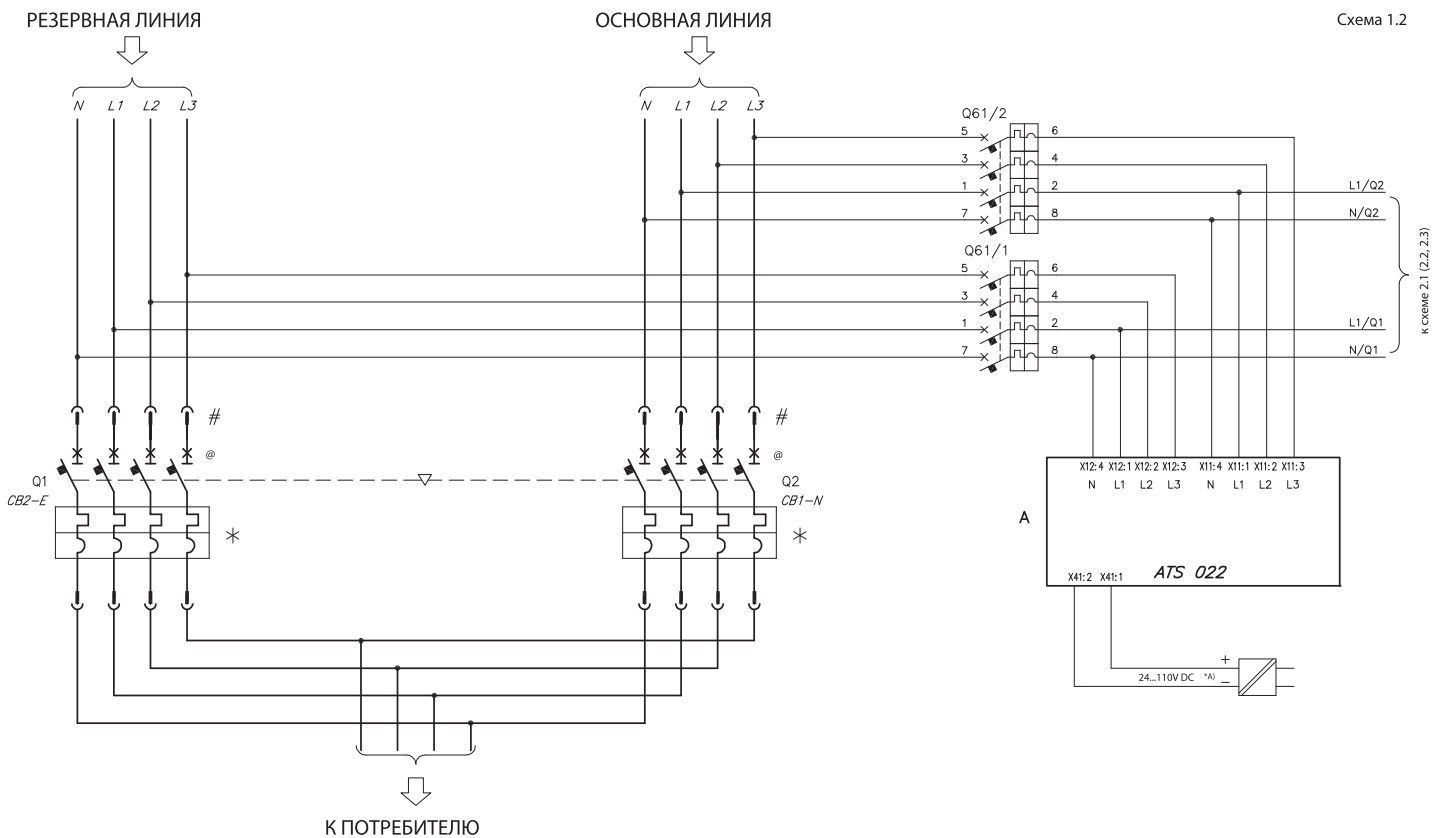 РЕЗЕРВНАЯ ЛИНИЯ
ОСНОВНАЯ ЛИНИЯ
Схема 1.2
N L1 L2 L3
N L1 L2 L3
Q61/2
5 6
3 4
1 2 L1/Q2
7 8 N/Q2
Q61/1
5 6
3 4
1 2 L1/Q1
7 8 N/Q1
к схеме 2.1 (2.2, 2.3)
# #
@ @
Q1 Q2
CB2-E CB1-N
* *
X12:4 X12:1 X12:2 X12:3 X11:4 X11:1 X11:2 X11:3
N L1 L2 L3 N L1 L2 L3
A
ATS 022
X41:2 X41:1
+
24...110V DC *A) –
К ПОТРЕБИТЕЛЮ